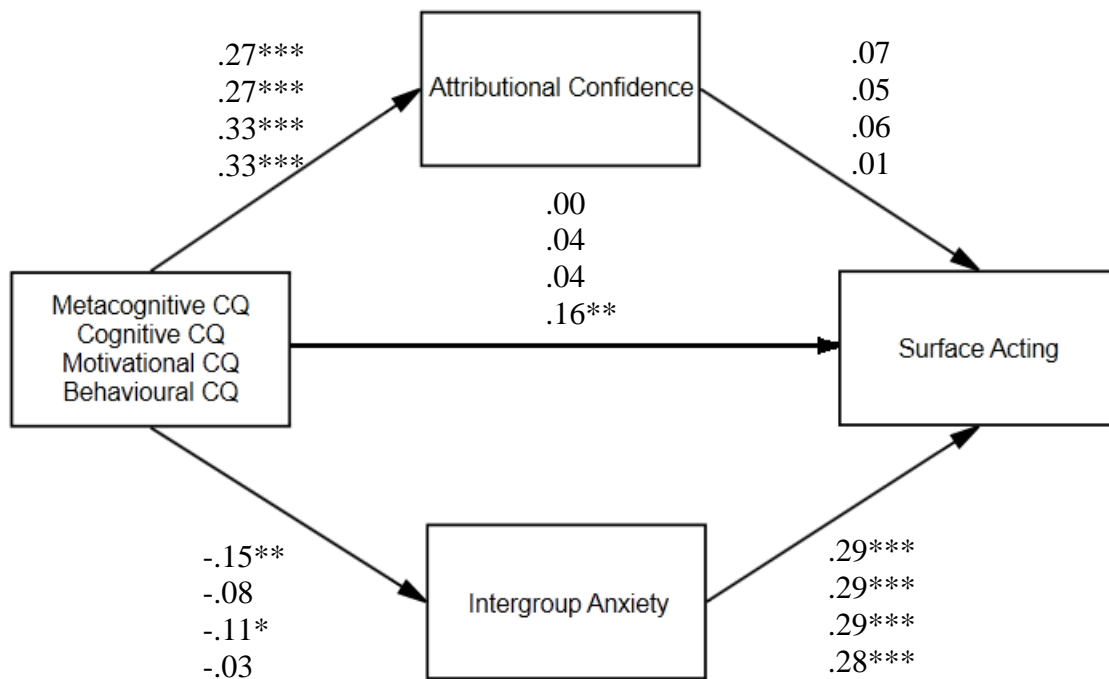 .27***
.27***
.33***
.33***
Attributional Confidence
.07
.05
.06
.01
.00
.04
.04
.16**
Metacognitive CQ
Cognitive CQ
Motivational CQ
Behavioural CQ
Surface Acting
-.15**
-.08
-.11*
-.03
Intergroup Anxiety
.29***
.29***
.29***
.28***